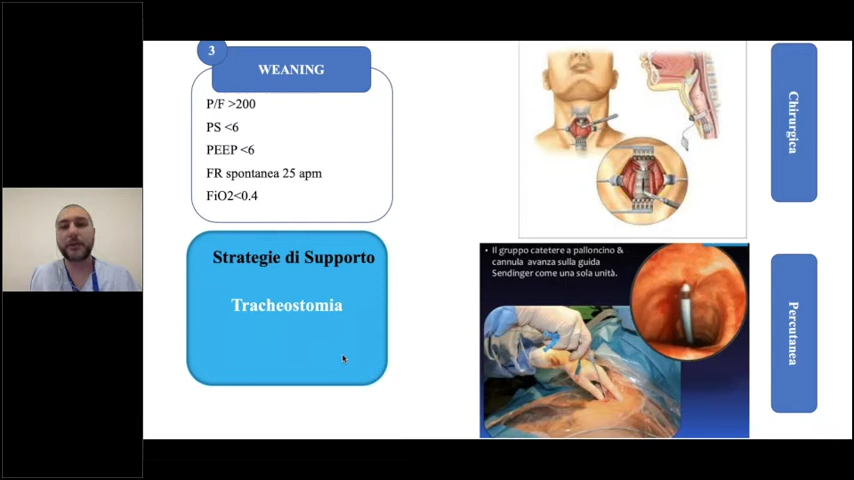 3
WEANING
P/F >200
PS <6
PEEP <6
FR spontanea 25 apm
FiO2<0.4
Strategie di Supporto
Tracheostomia
Chirurgica
• Il gruppo catetere a palloncino &
cannula avanza sulla guida
Sendinger come una sola unità.
Percutanea